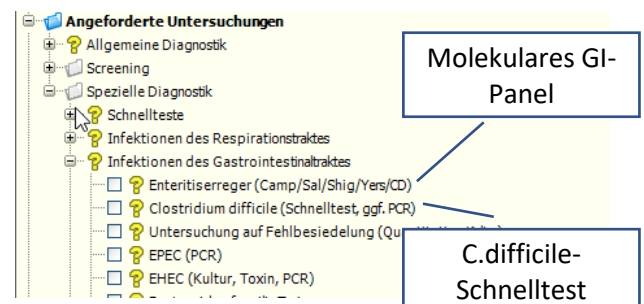 Angeforderte Untersuchungen
Allgemeine Diagnostik
Screening
Spezielle Diagnostik
Schnellteste
Infektionen des Respirationstraktes
Infektionen des Gastrointestinaltraktes
Enteritiserreger (Camp/Sal/Shig/Yers/CD)
Clostridium difficile (Schnelltest, ggf. PCR)
Untersuchung auf Fehlbesiedelung
EPEC (PCR)
EHEC (Kultur, Toxin, PCR)
Molekulares GI-
Panel
C.difficile-
Schnelltest